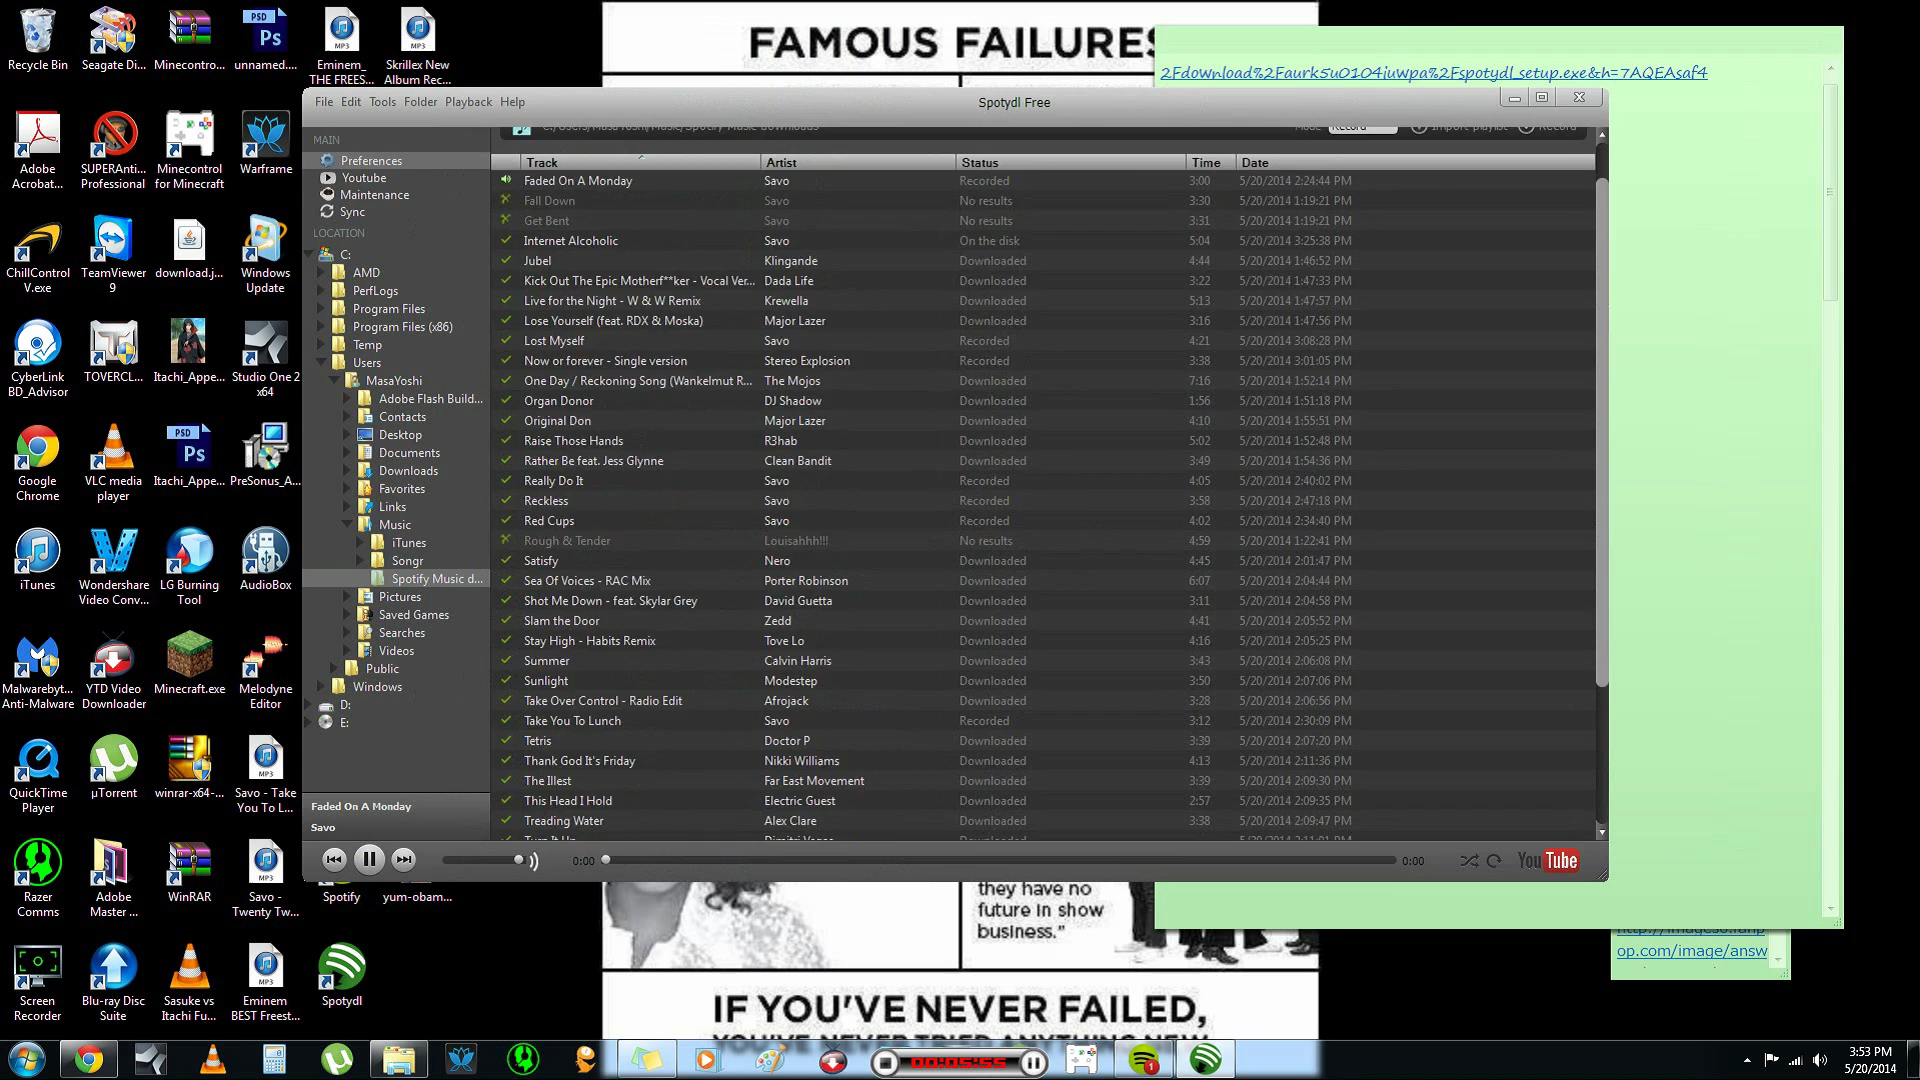 Recycle Bin
Seagate Di...
Minecontro...
unnamed....
Eminem_
THE FREES...
Skrillex New
Album Rec...
Adobe
Acrobat...
SUPERAnti...
Professional
Minecontrol
for Minecraft
Warframe
ChillControl
V.exe
TeamViewer
9
download.j...
Windows
Update
CyberLink
BD_Advisor
TOVERCL...
Itachi_Appe...
Studio One 2
x64
Google
Chrome
VLC media
player
Itachi_Appe...
PreSonus_A...
iTunes
Wondershare
Video Conv...
LG Burning
Tool
AudioBox
Malwarebyt...
Anti-Malware
YTD Video
Downloader
Minecraft.exe
Melodyne
Editor
QuickTime
Player
µTorrent
winrar-x64-...
Savo - Take
You To L...
Razer
Comms
Adobe
Master ...
WinRAR
Savo -
Twenty Tw...
Spotify
yum-obam...
Screen
Recorder
Blu-ray Disc
Suite
Sasuke vs
Itachi Fu...
Eminem
BEST Freest...
Spotydl
FAMOUS FAILURES
2Fdownload%2Faurk5u0104iuwpa%2Fspotydl_setup.exe&h=7AQEAsaf4
File Edit Tools Folder Playback Help
Spotydl Free
C:/Users/MasaYoshi/Music/Spotify Music downloads
Mode Record Import playlist Record
MAIN
Preferences
Youtube
Maintenance
Sync
LOCATION
C:
AMD
PerfLogs
Program Files
Program Files (x86)
Temp
Users
MasaYoshi
Adobe Flash Build...
Contacts
Desktop
Documents
Downloads
Favorites
Links
Music
iTunes
Songr
Spotify Music d...
Pictures
Saved Games
Searches
Videos
Public
Windows
D:
E:
Track Artist Status Time Date
Faded On A Monday Savo Recorded 3:00 5/20/2014 2:24:44 PM
Fall Down Savo No results 3:30 5/20/2014 1:19:21 PM
Get Bent Savo No results 3:31 5/20/2014 1:19:21 PM
Internet Alcoholic Savo On the disk 5:04 5/20/2014 3:25:38 PM
Jubel Klingande Downloaded 4:44 5/20/2014 1:46:52 PM
Kick Out The Epic Motherf**ker - Vocal Ver... Dada Life Downloaded 3:22 5/20/2014 1:47:33 PM
Live for the Night - W & W Remix Krewella Downloaded 5:13 5/20/2014 1:47:57 PM
Lose Yourself (feat. RDX & Moska) Major Lazer Downloaded 3:16 5/20/2014 1:47:56 PM
Lost Myself Savo Recorded 4:21 5/20/2014 3:08:28 PM
Now or forever - Single version Stereo Explosion Recorded 3:38 5/20/2014 3:01:05 PM
One Day / Reckoning Song (Wankelmut R... The Mojos Downloaded 7:16 5/20/2014 1:52:14 PM
Organ Donor DJ Shadow Downloaded 1:56 5/20/2014 1:51:18 PM
Original Don Major Lazer Downloaded 4:10 5/20/2014 1:55:51 PM
Raise Those Hands R3hab Downloaded 5:02 5/20/2014 1:52:48 PM
Rather Be feat. Jess Glynne Clean Bandit Downloaded 3:49 5/20/2014 1:54:36 PM
Really Do It Savo Recorded 4:05 5/20/2014 2:40:02 PM
Reckless Savo Recorded 3:58 5/20/2014 2:47:18 PM
Red Cups Savo Recorded 4:02 5/20/2014 2:34:40 PM
Rough & Tender Louisahhh!!! No results 4:59 5/20/2014 1:22:41 PM
Satisfy Nero Downloaded 4:45 5/20/2014 2:01:47 PM
Sea Of Voices - RAC Mix Porter Robinson Downloaded 6:07 5/20/2014 2:04:44 PM
Shot Me Down - feat. Skylar Grey David Guetta Downloaded 3:11 5/20/2014 2:04:58 PM
Slam the Door Zedd Downloaded 4:41 5/20/2014 2:05:52 PM
Stay High - Habits Remix Tove Lo Downloaded 4:16 5/20/2014 2:05:25 PM
Summer Calvin Harris Downloaded 3:43 5/20/2014 2:06:08 PM
Sunlight Modestep Downloaded 3:50 5/20/2014 2:07:06 PM
Take Over Control - Radio Edit Afrojack Downloaded 3:28 5/20/2014 2:06:56 PM
Take You To Lunch Savo Recorded 3:12 5/20/2014 2:30:09 PM
Tetris Doctor P Downloaded 3:39 5/20/2014 2:07:20 PM
Thank God It's Friday Nikki Williams Downloaded 4:13 5/20/2014 2:11:36 PM
The Illest Far East Movement Downloaded 3:39 5/20/2014 2:09:30 PM
This Head I Hold Electric Guest Downloaded 2:57 5/20/2014 2:09:35 PM
Treading Water Alex Clare Downloaded 3:38 5/20/2014 2:09:47 PM
Faded On A Monday
Savo
0:00
0:00
YouTube
they have no
future in show
business."
op.com/image/answ
IF YOU'VE NEVER FAILED,
YOU'VE NEVER TRIED ANYTHING NEW
00:05:55
1
3:53 PM
5/20/2014